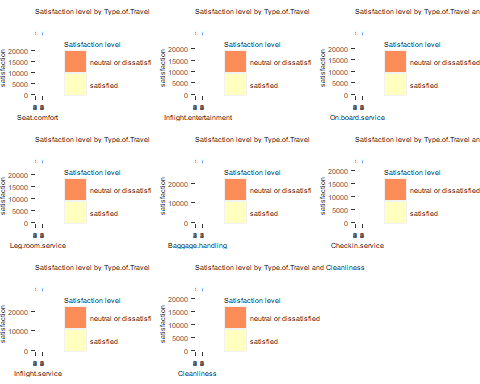 Satisfaction level by Type.of.Travel
Satisfaction level by Type.of.Travel
Satisfaction level by Type.of.Travel an
satisfaction
20000
15000
10000
5000
0
Satisfaction level
neutral or dissatisfi
satisfied
Seat.comfort
satisfaction
20000
15000
10000
5000
0
Satisfaction level
neutral or dissatisfi
satisfied
Inflight.entertainment
satisfaction
20000
15000
10000
5000
0
Satisfaction level
neutral or dissatisfi
satisfied
On.board.service
Satisfaction level by Type.of.Travel
Satisfaction level by Type.of.Travel
Satisfaction level by Type.of.Travel an
satisfaction
20000
15000
10000
5000
0
Satisfaction level
neutral or dissatisfi
satisfied
Leg.room.service
satisfaction
20000
10000
0
Satisfaction level
neutral or dissatisfi
satisfied
Baggage.handling
satisfaction
20000
15000
10000
5000
0
Satisfaction level
neutral or dissatisfi
satisfied
Checkin.service
Satisfaction level by Type.of.Travel
Satisfaction level by Type.of.Travel and Cleanliness
satisfaction
20000
10000
0
Satisfaction level
neutral or dissatisfi
satisfied
Inflight.service
satisfaction
20000
15000
10000
5000
0
Satisfaction level
neutral or dissatisfied
satisfied
Cleanliness